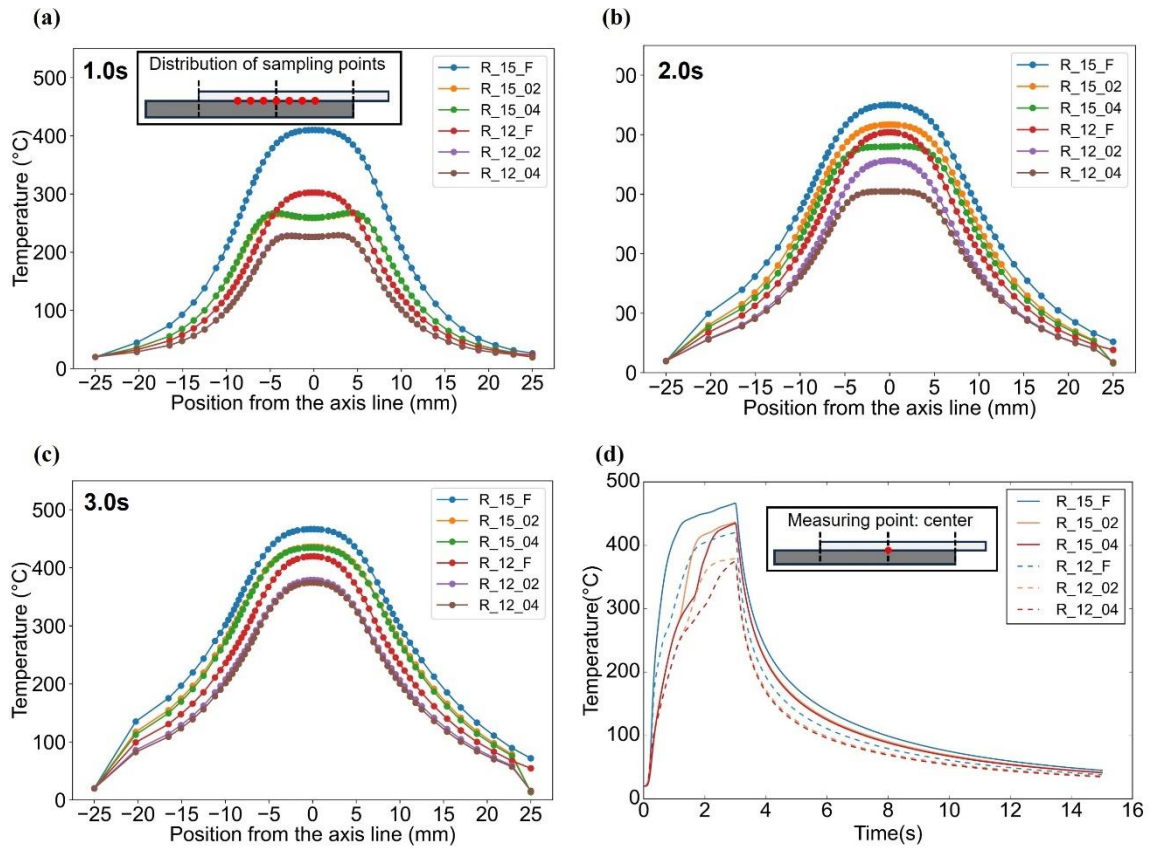 (a)
1.0s
Distribution of sampling points
R_15_F
R_15_02
R_15_04
R_12_F
R_12_02
R_12_04
Temperature (°C)
500
400
300
200
100
0
−25 −20 −15 −10 −5 0 5 10 15 20 25
Position from the axis line (mm)
(b)
2.0s
R_15_F
R_15_02
R_15_04
R_12_F
R_12_02
R_12_04
00
00
00
00
00
0
−25 −20 −15 −10 −5 0 5 10 15 20 25
Position from the axis line (mm)
(c)
3.0s
R_15_F
R_15_02
R_15_04
R_12_F
R_12_02
R_12_04
Temperature (°C)
500
400
300
200
100
0
−25 −20 −15 −10 −5 0 5 10 15 20 25
Position from the axis line (mm)
(d)
Measuring point: center
R_15_F
R_15_02
R_15_04
R_12_F
R_12_02
R_12_04
Temperature(°C)
500
400
300
200
100
0
0 2 4 6 8 10 12 14 16
Time(s)